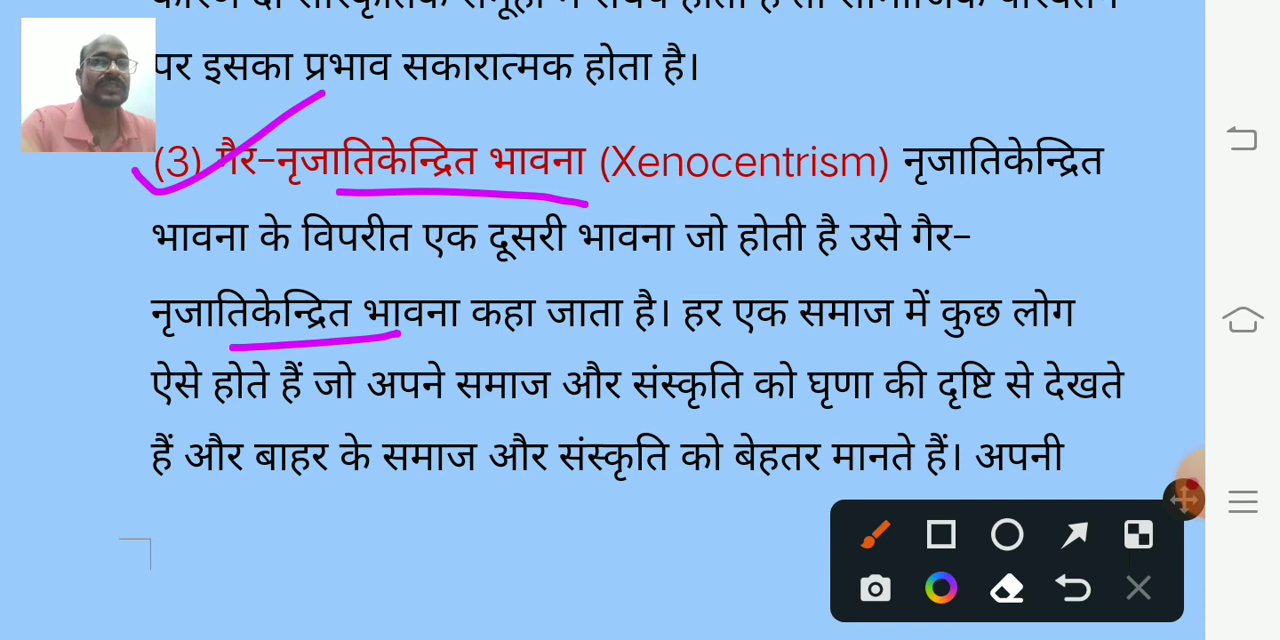 पर इसका प्रभाव सकारात्मक होता है।
(3) गैर-नृजातिकेन्द्रित भावना (Xenocentrism) नृजातिकेन्द्रित
भावना के विपरीत एक दूसरी भावना जो होती है उसे गैर-
नृजातिकेन्द्रित भावना कहा जाता है। हर एक समाज में कुछ लोग
ऐसे होते हैं जो अपने समाज और संस्कृति को घृणा की दृष्टि से देखते
हैं और बाहर के समाज और संस्कृति को बेहतर मानते हैं। अपनी